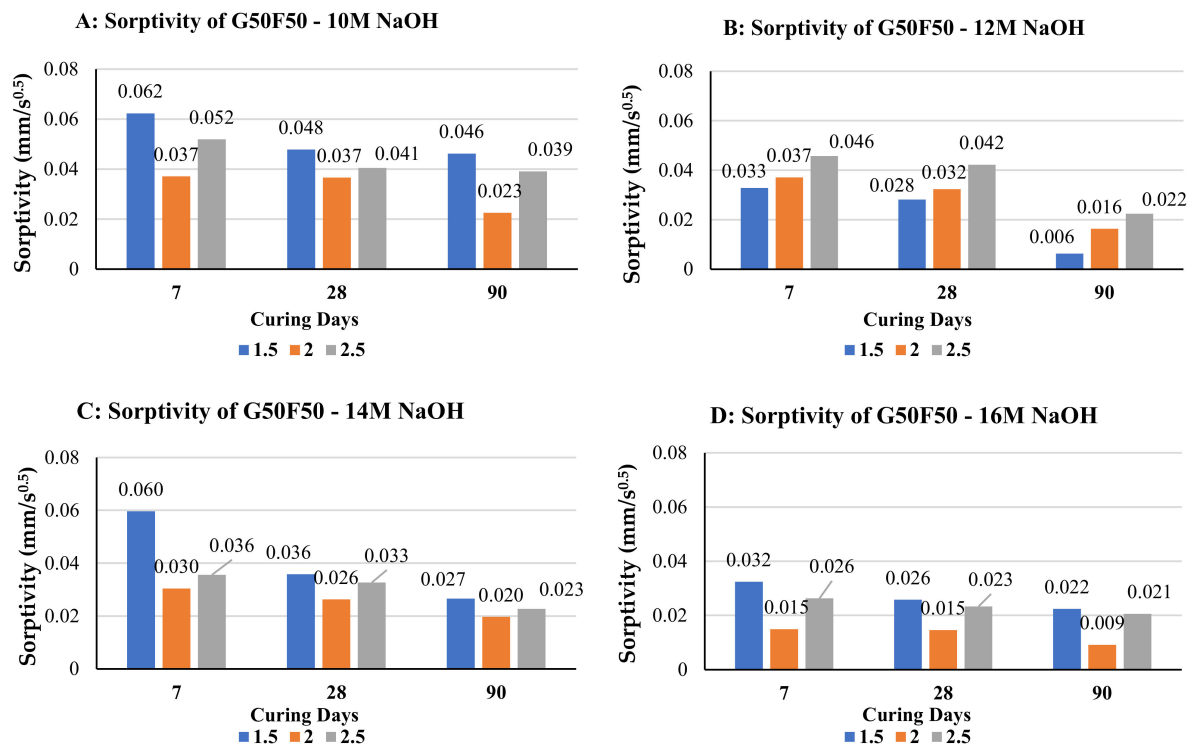 A: Sorptivity of G50F50 - 10M NaOH
Sorptivity (mm/s0.5)
0.08
0.06
0.04
0.02
0
0.062
0.037
0.052
0.048
0.037
0.041
0.046
0.023
0.039
7 28 90
Curing Days
1.5 2 2.5
B: Sorptivity of G50F50 - 12M NaOH
Sorptivity (mm/s0.5)
0.08
0.06
0.04
0.02
0
0.033
0.037
0.046
0.028
0.032
0.042
0.006
0.016
0.022
7 28 90
Curing Days
1.5 2 2.5
C: Sorptivity of G50F50 - 14M NaOH
Sorptivity (mm/s0.5)
0.08
0.06
0.04
0.02
0
0.060
0.030
0.036
0.036
0.026
0.033
0.027
0.020
0.023
7 28 90
Curing Days
1.5 2 2.5
D: Sorptivity of G50F50 - 16M NaOH
Sorptivity (mm/s0.5)
0.08
0.06
0.04
0.02
0
0.032
0.015
0.026
0.026
0.015
0.023
0.022
0.009
0.021
7 28 90
Curing Days
1.5 2 2.5